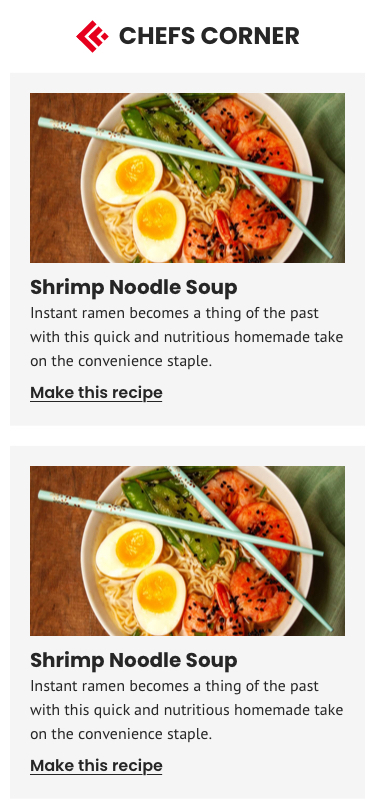 CHEFS CORNER
Shrimp Noodle Soup
Instant ramen becomes a thing of the past
with this quick and nutritious homemade take
on the convenience staple.
Make this recipe
Shrimp Noodle Soup
Instant ramen becomes a thing of the past
with this quick and nutritious homemade take
on the convenience staple.
Make this recipe